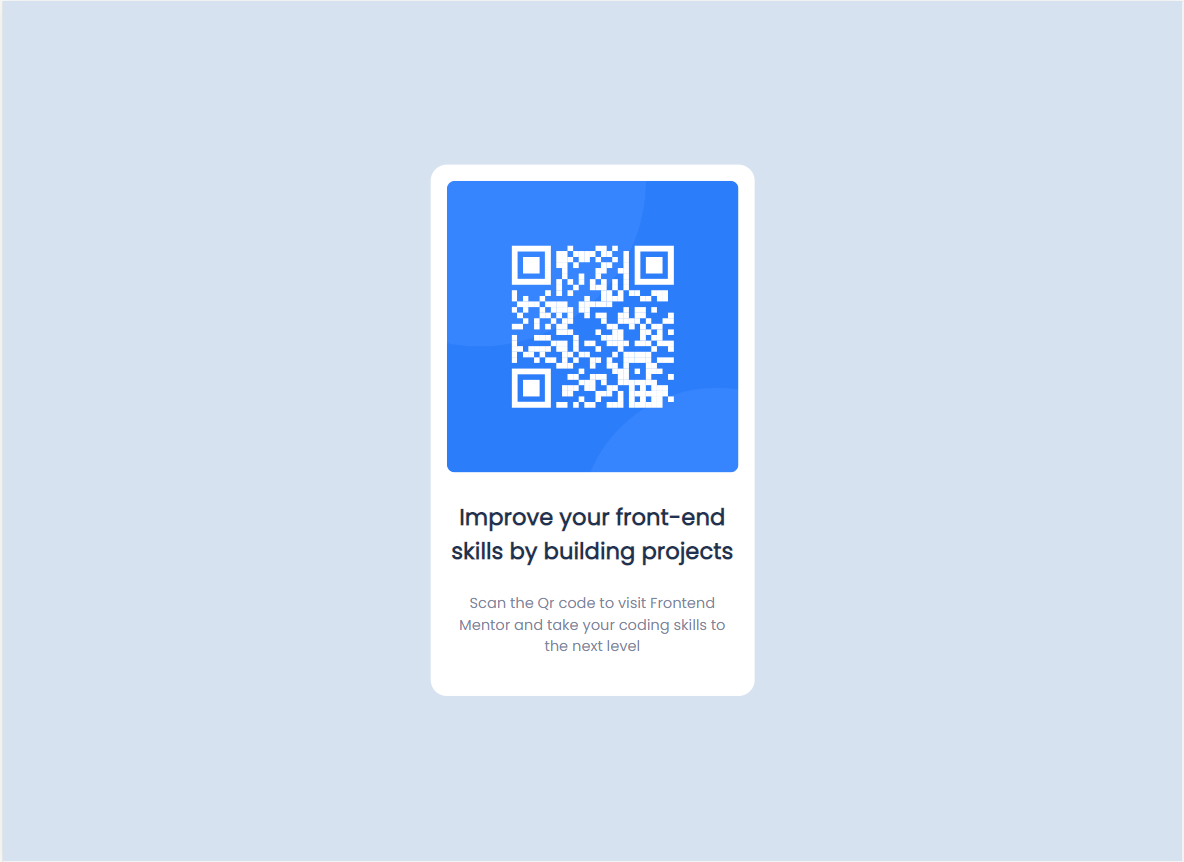 Improve your front-end
skills by building projects
Scan the Qr code to visit Frontend
Mentor and take your coding skills to
the next level